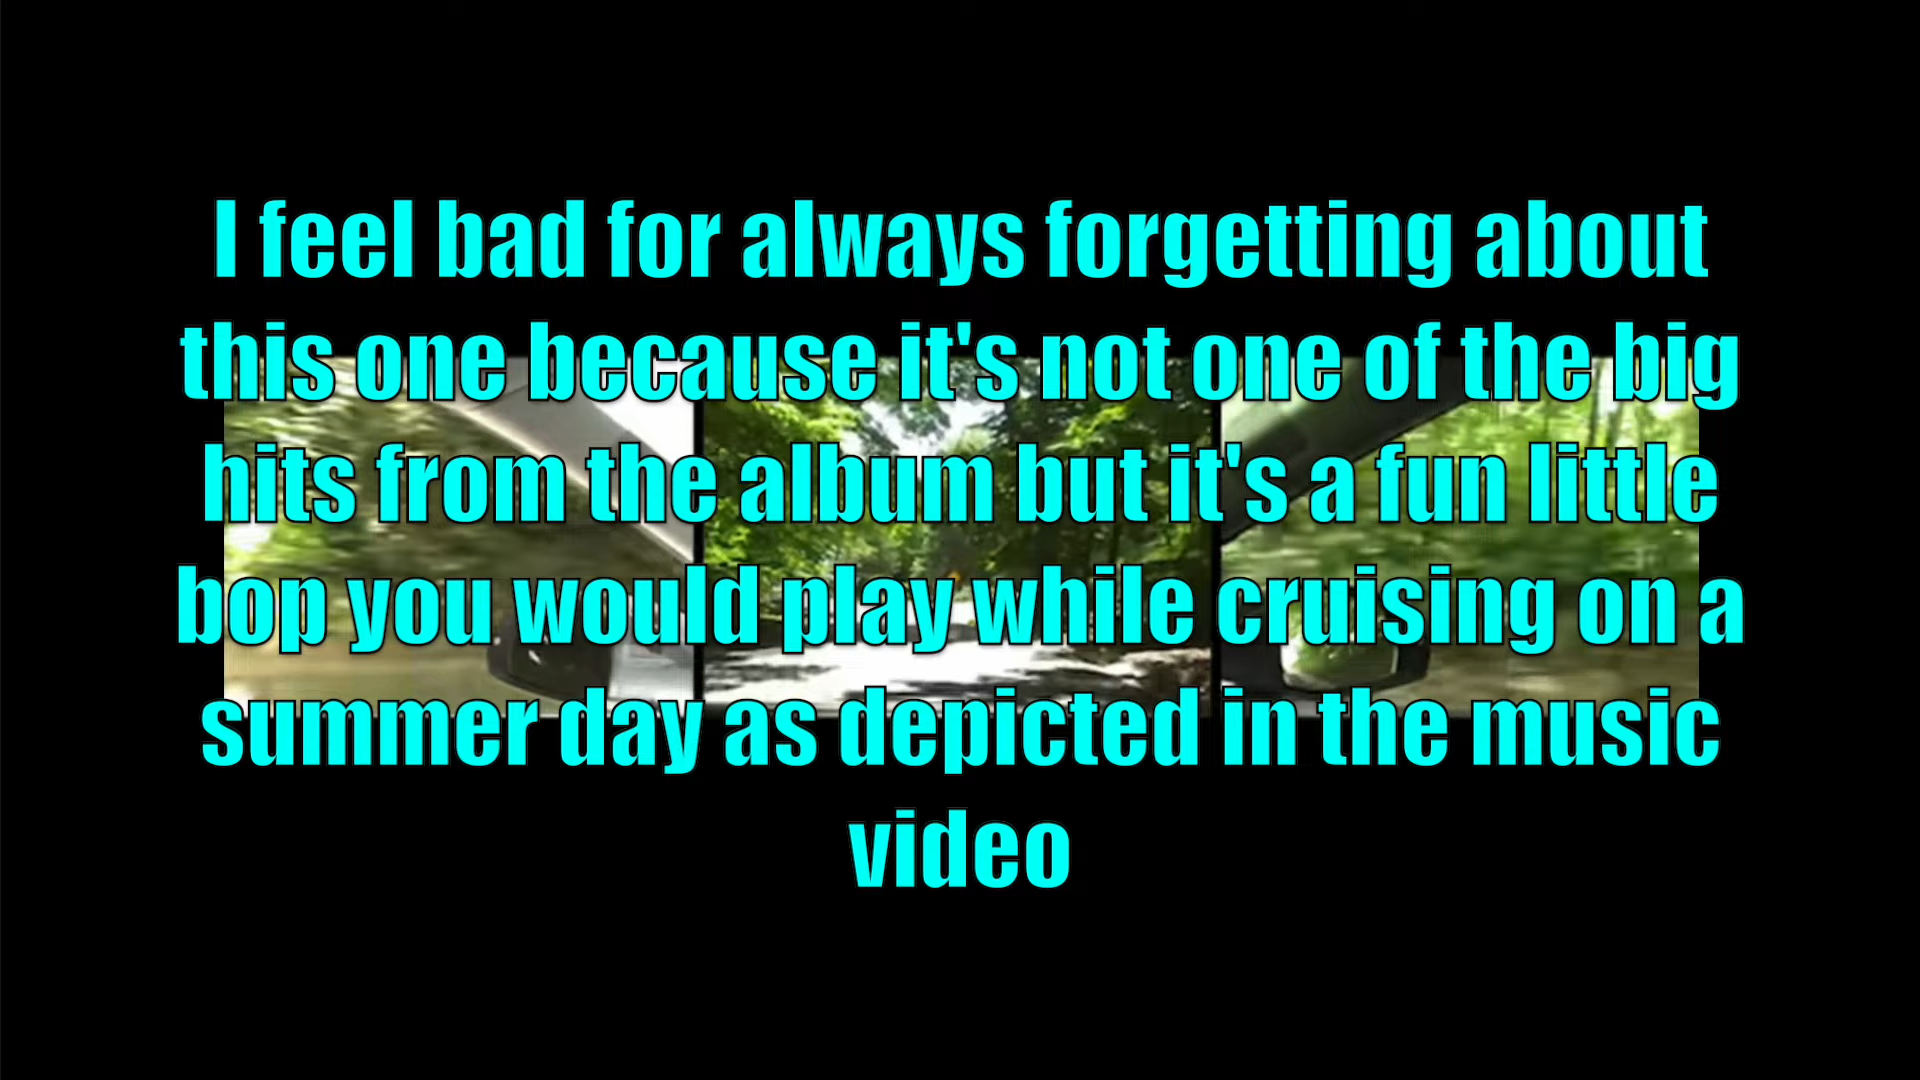 I feel bad for always forgetting about
this one because it's not one of the big
hits from the album but it's a fun little
bop you would play while cruising on a
summer day as depicted in the music
video